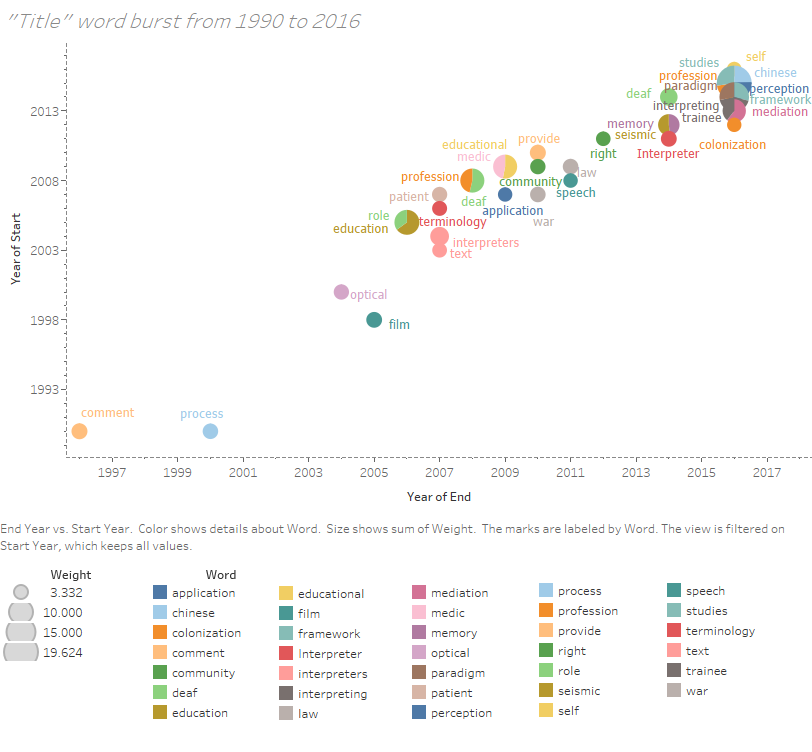 "Title" word burst from 1990 to 2016
self
studies
chinese
profession
paradigm
perception
deaf
framework
2013
interpreting
mediation
trainee
memory
seismic
colonization
provide
educational
right
Interpreter
medic
law
profession
community
2008
speech
patient
deaf
application
role
terminology
war
education
interpreters
2003
text
optical
1998
film
1993
comment
process
Year of Start
1997
1999
2001
2003
2005
2007
2009
2011
2013
2015
2017
Year of End
End Year vs. Start Year. Color shows details about Word. Size shows sum of Weight. The marks are labeled by Word. The view is filtered on
Start Year, which keeps all values.
Weight
3.332
10.000
15.000
19.624
Word
application
chinese
colonization
comment
community
deaf
education
educational
film
framework
Interpreter
interpreters
interpreting
law
mediation
medic
memory
optical
paradigm
patient
perception
process
profession
provide
right
role
seismic
self
speech
studies
terminology
text
trainee
war